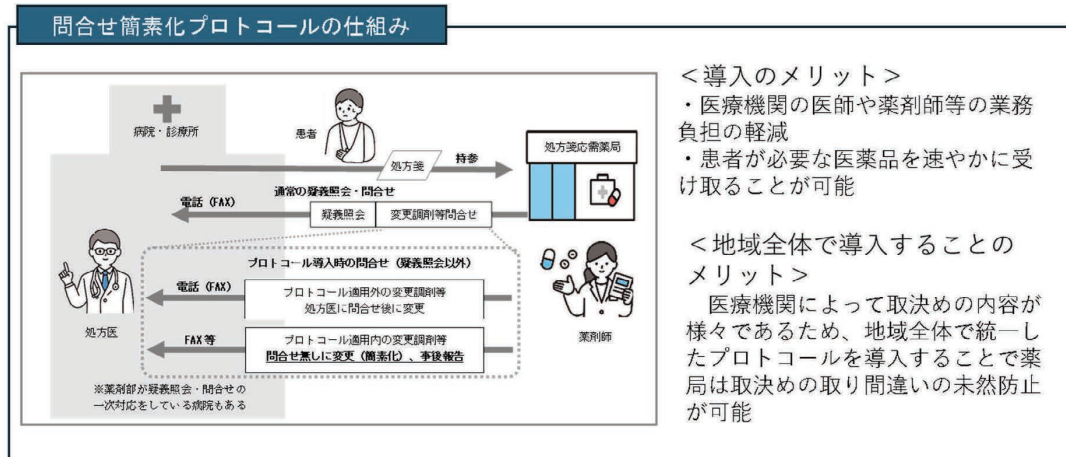 問合せ簡素化プロトコールの仕組み
病院・診療所
患者
処方箋
持参
処方箋応需薬局
通常の疑義照会・問合せ
電話（FAX）
疑義照会
変更調剤等問合せ
プロトコール導入時の問合せ（疑義照会以外）
電話（FAX）
プロトコール適用外の変更調剤等
処方医に問合せ後に変更
処方医
薬剤師
FAX等
プロトコール適用内の変更調剤等
問合せ無しに変更（簡素化）、事後報告
※薬剤部が疑義照会・問合せの
一次対応をしている病院もある
＜導入のメリット＞
・医療機関の医師や薬剤師等の業務
負担の軽減
・患者が必要な医薬品を速やかに受
け取ることが可能
＜地域全体で導入することの
メリット＞
医療機関によって取決めの内容が
様々であるため、地域全体で統一し
たプロトコールを導入することで薬
局は取決めの取り間違いの未然防止
が可能